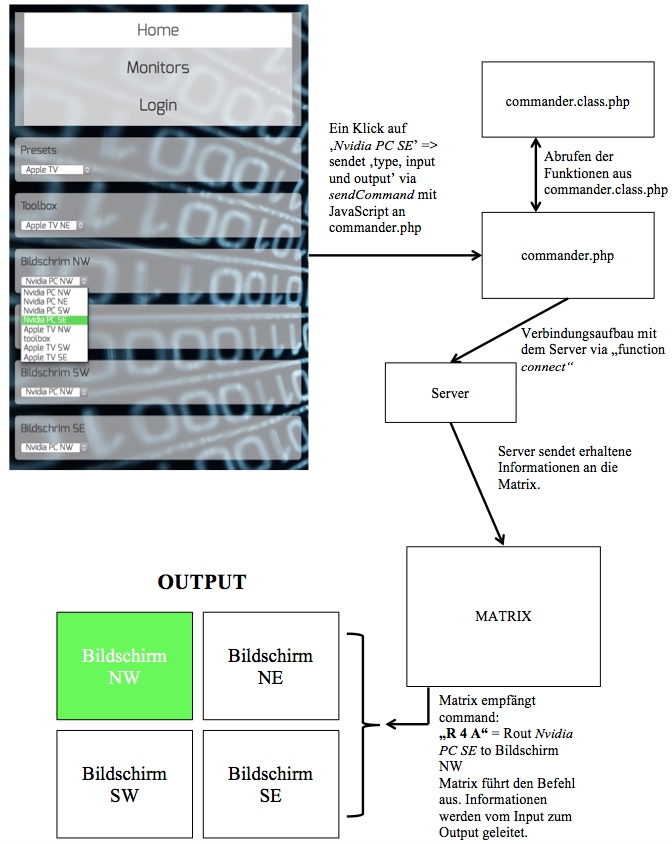 Home
Monitors
Login
Presets
Apple TV
Toolbox
Apple TV NE
Bildschrim NW
Nvidia PC NW
Nvidia PC NW
Nvidia PC NE
Nvidia PC SW
Nvidia PC SE
Apple TV NW
toolbox
Apple TV SW
Apple TV SE
Bildschrim SW
Nvidia PC NW
Bildschrim SE
Nvidia PC NW
Ein Klick auf
‚Nvidia PC SE’ =>
sendet ‚type, input
und output’ via
sendCommand mit
JavaScript an
commander.php
commander.class.php
Abrufen der
Funktionen aus
commander.class.php
commander.php
Verbindungsaufbau mit
dem Server via „function
connect“
Server
Server sendet erhaltene
Informationen an die
Matrix.
MATRIX
Matrix empfängt
command:
„R 4 A“ = Rout Nvidia
PC SE to Bildschirm
NW
Matrix führt den Befehl
aus. Informationen
werden vom Input zum
Output geleitet.
OUTPUT
Bildschirm
NW
Bildschirm
NE
Bildschirm
SW
Bildschirm
SE